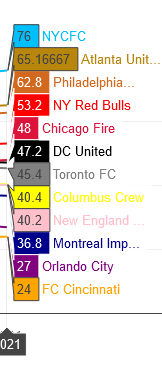 76 NYCFC
65.16667 Atlanta Unit...
62.8 Philadelphia...
53.2 NY Red Bulls
48 Chicago Fire
47.2 DC United
45.4 Toronto FC
40.4 Columbus Crew
40.2 New England ...
36.8 Montreal Imp...
27 Orlando City
24 FC Cincinnati
021